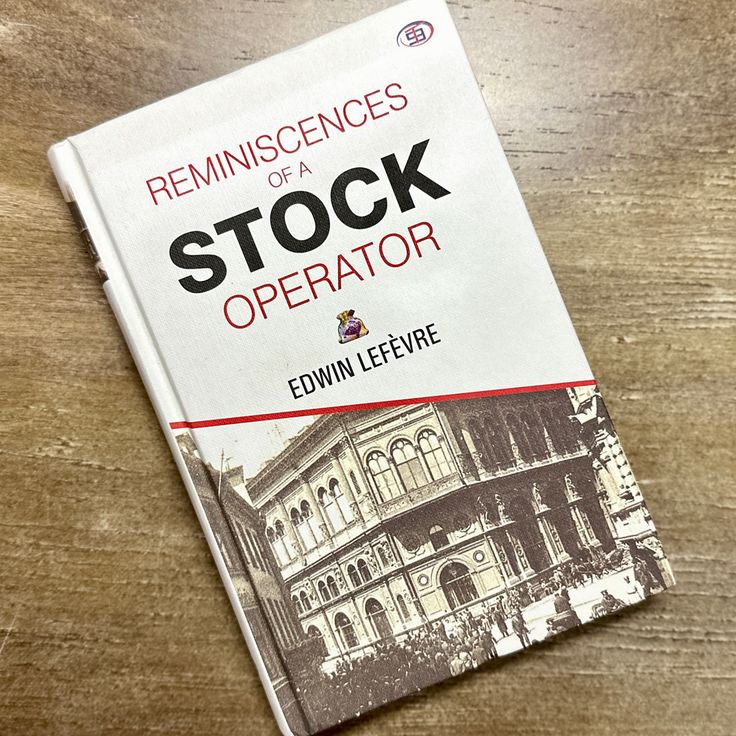 REMINISCENCES
OF A
STOCK
OPERATOR
EDWIN LEFÈVRE